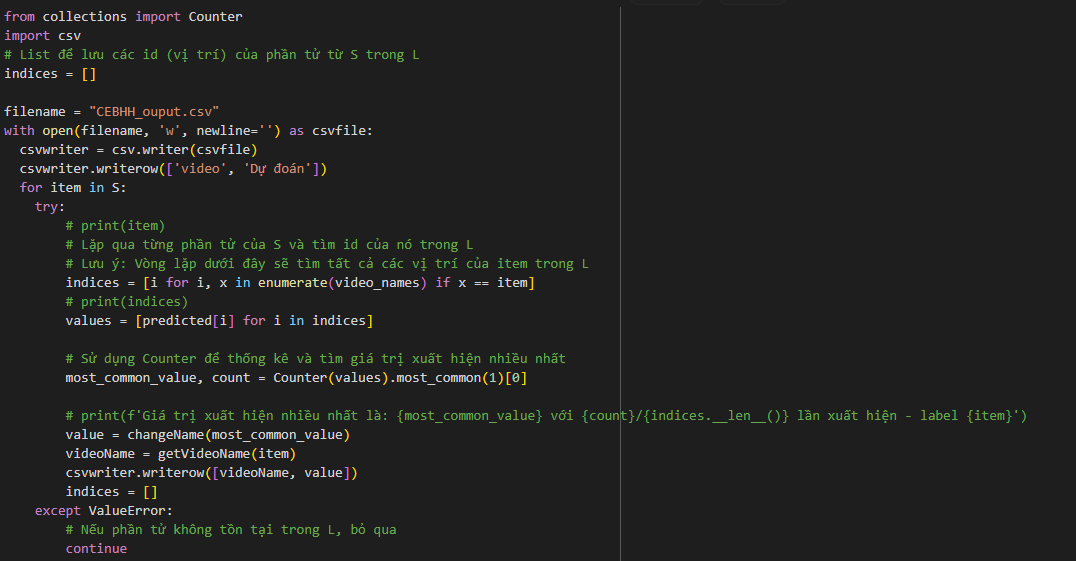 from collections import Counter
import csv
# List để lưu các id (vị trí) của phần tử từ S trong L
indices = []

filename = "CEBHH_ouput.csv"
with open(filename, 'w', newline='') as csvfile:
  csvwriter = csv.writer(csvfile)
  csvwriter.writerow(['video', 'Dự đoán'])
  for item in S:
    try:
        # print(item)
        # Lặp qua từng phần tử của S và tìm id của nó trong L
        # Lưu ý: Vòng lặp dưới đây sẽ tìm tất cả các vị trí của item trong L
        indices = [i for i, x in enumerate(video_names) if x == item]
        # print(indices)
        values = [predicted[i] for i in indices]

        # Sử dụng Counter để thống kê và tìm giá trị xuất hiện nhiều nhất
        most_common_value, count = Counter(values).most_common(1)[0]

        # print(f'Giá trị xuất hiện nhiều nhất là: {most_common_value} với {count}/{indices.__len__()} lần xuất hiện - label {item}')
        value = changeName(most_common_value)
        videoName = getVideoName(item)
        csvwriter.writerow([videoName, value])
        indices = []
    except ValueError:
        # Nếu phần tử không tồn tại trong L, bỏ qua
        continue